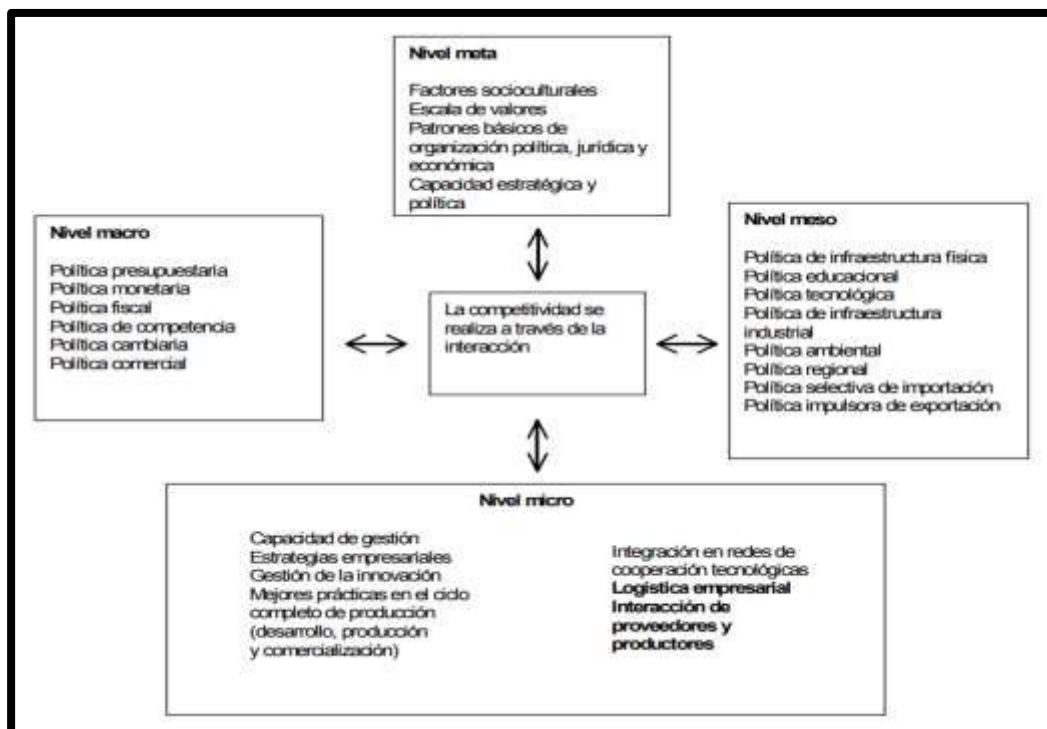 Nivel meta
Factores socioculturales
Escala de valores
Patrones básicos de
organización política, jurídica y
económica
Capacidad estratégica y
política
Nivel macro
Política presupuestaria
Política monetaria
Política fiscal
Política de competencia
Política cambiaria
Política comercial
La competitividad se
realiza a través de la
interacción
Nivel meso
Política de infraestructura física
Política educacional
Política tecnológica
Política de infraestructura
industrial
Política ambiental
Política regional
Política selectiva de importación
Política impulsora de exportación
Nivel micro
Capacidad de gestión
Estrategias empresariales
Gestión de la innovación
Mejores prácticas en el ciclo
completo de producción
(desarrollo, producción
y comercialización)
Integración en redes de
cooperación tecnológicas
Logística empresarial
Interacción de
proveedores y
productores